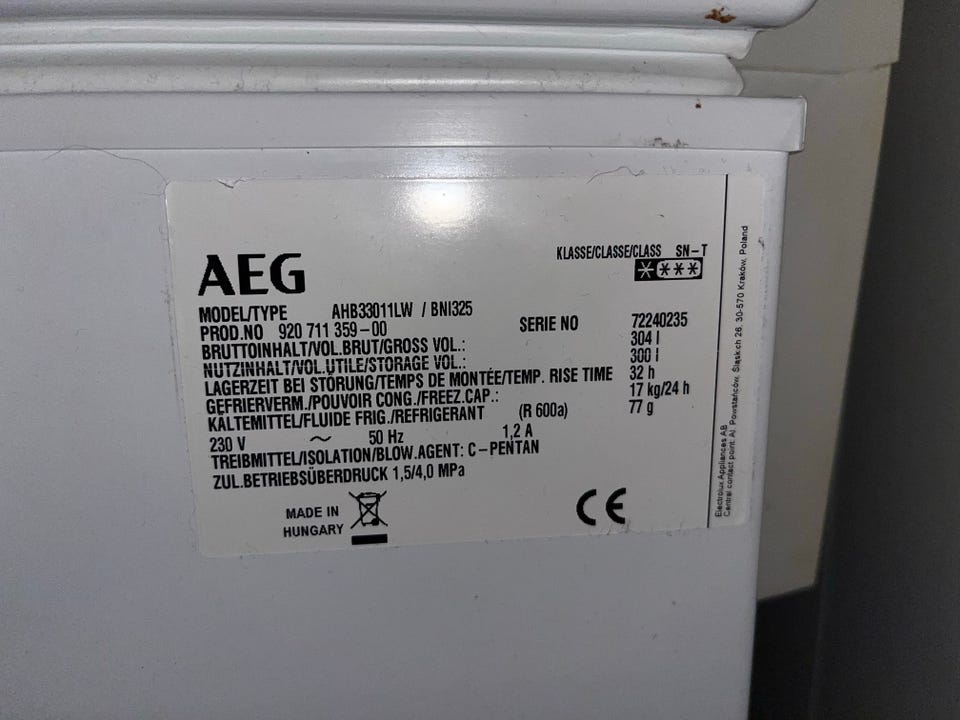 KLASSE/CLASSE/CLASS SN-T
AEG
MODEL/TYPE AHB33011LW / BNI325
PROD.NO 920 711 359-00 SERIE NO 72240235
BRUTTOINHALT/VOL.BRUT/GROSS VOL.: 304 l
NUTZINHALT/VOL.UTILE/STORAGE VOL.: 300 l
LAGERZEIT BEI STÖRUNG/TEMPS DE MONTÉE/TEMP. RISE TIME 32 h
GEFRIERVERM./POUVOIR CONG./FREEZ.CAP.: 17 kg/24 h
KÄLTEMITTEL/FLUIDE FRIG./REFRIGERANT (R 600a) 77 g
230 V ~ 50 Hz 1,2 A
TREIBMITTEL/ISOLATION/BLOW.AGENT: C-PENTAN
ZUL.BETRIEBSÜBERDRUCK 1,5/4,0 MPa
MADE IN
HUNGARY
CE
Electrolux Appliances AB
Central contact point: Al. Powstańców, Śląskich 26, 30-570 Kraków, Poland